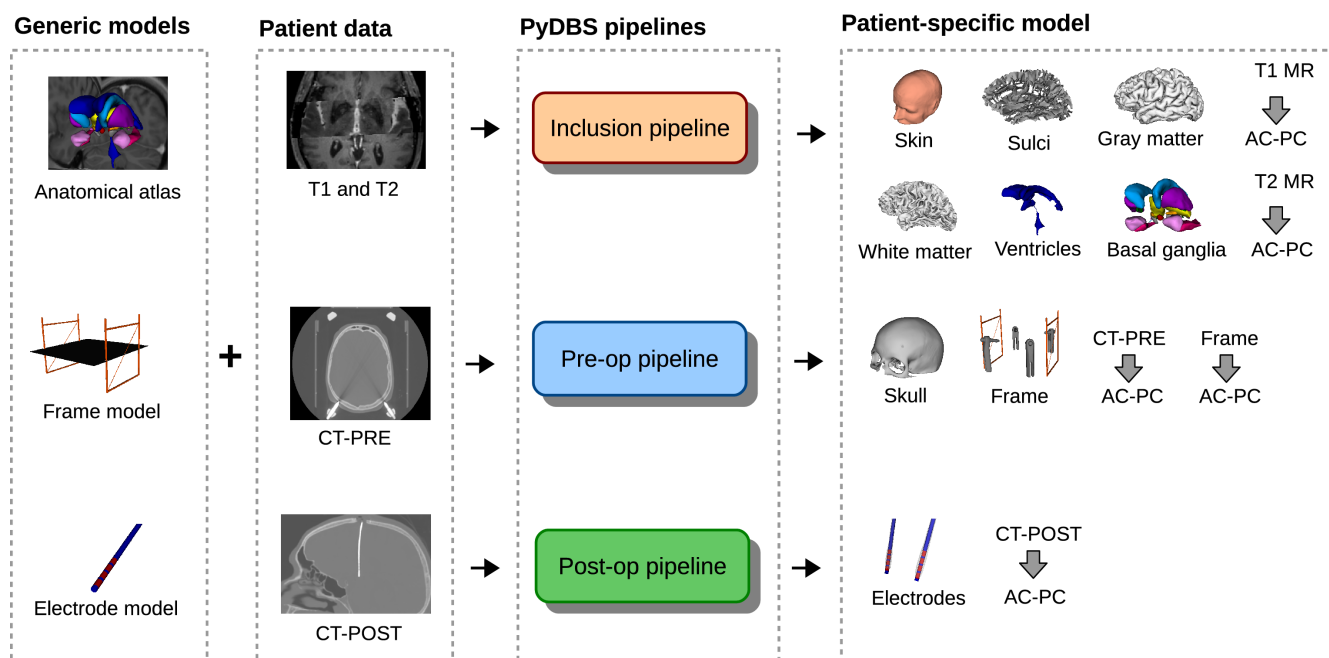 Generic models
Patient data
PyDBS pipelines
Patient-specific model
Anatomical atlas
T1 and T2
Inclusion pipeline
Skin
Sulci
Gray matter
T1 MR
AC-PC
White matter
Ventricles
Basal ganglia
T2 MR
AC-PC
Frame model
+
CT-PRE
Pre-op pipeline
Skull
Frame
CT-PRE
AC-PC
Frame
AC-PC
Electrode model
CT-POST
Post-op pipeline
Electrodes
CT-POST
AC-PC